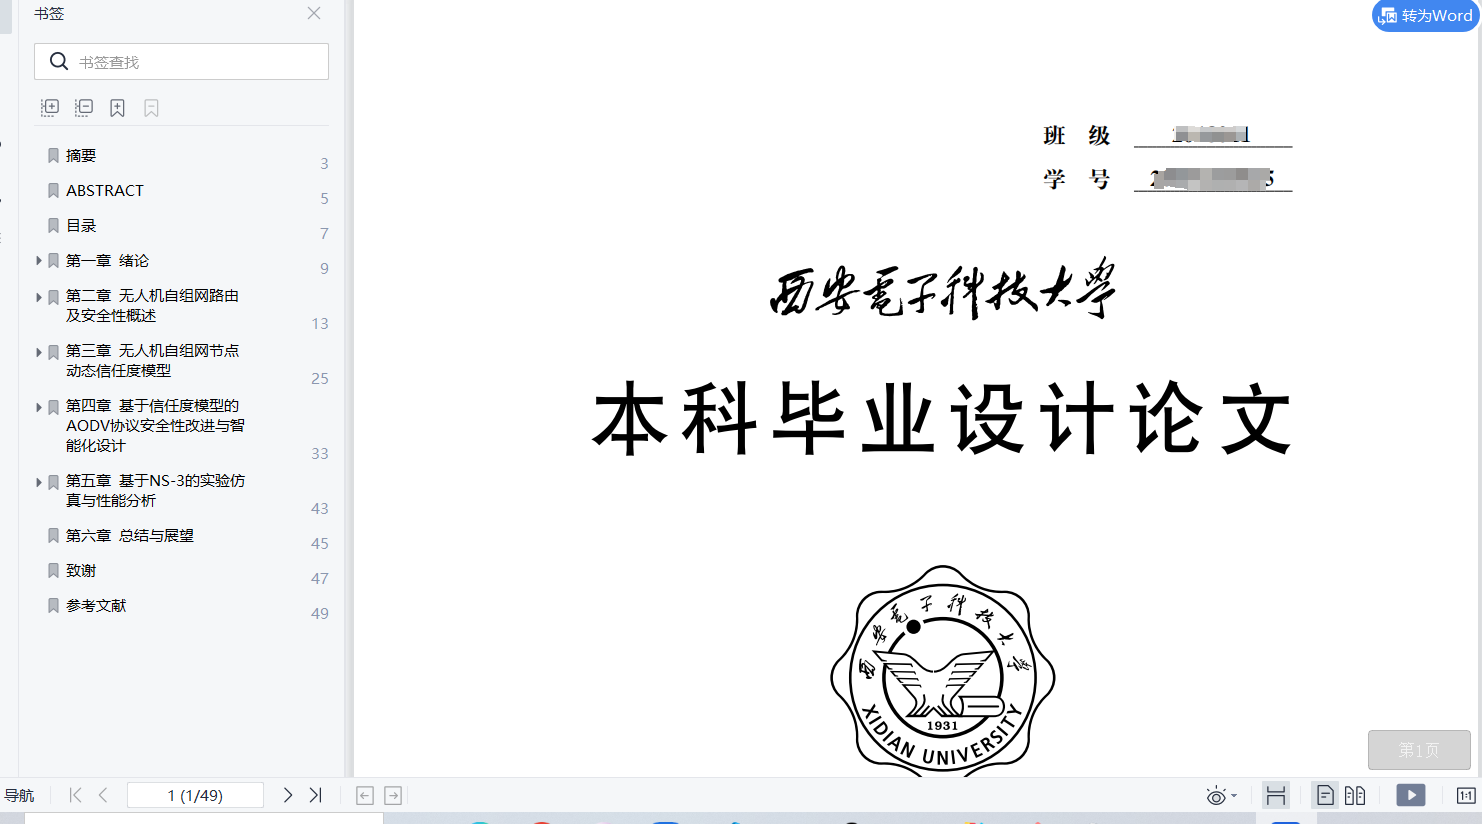 书签
转为Word
书签查找
摘要
3
ABSTRACT
5
目录
7
第一章 绪论
9
第二章 无人机自组网路由
及安全性概述
13
第三章 无人机自组网节点
动态信任度模型
25
第四章 基于信任度模型的
AODV协议安全性改进与智
能化设计
33
第五章 基于NS-3的实验仿
真与性能分析
43
第六章 总结与展望
45
致谢
47
参考文献
49
班 级
学 号
西安電子科技大學
本科毕业设计论文
西安電子科技大学
1931
XIDIAN UNIVERSITY
第1页
导航
1 (1/49)
1:1